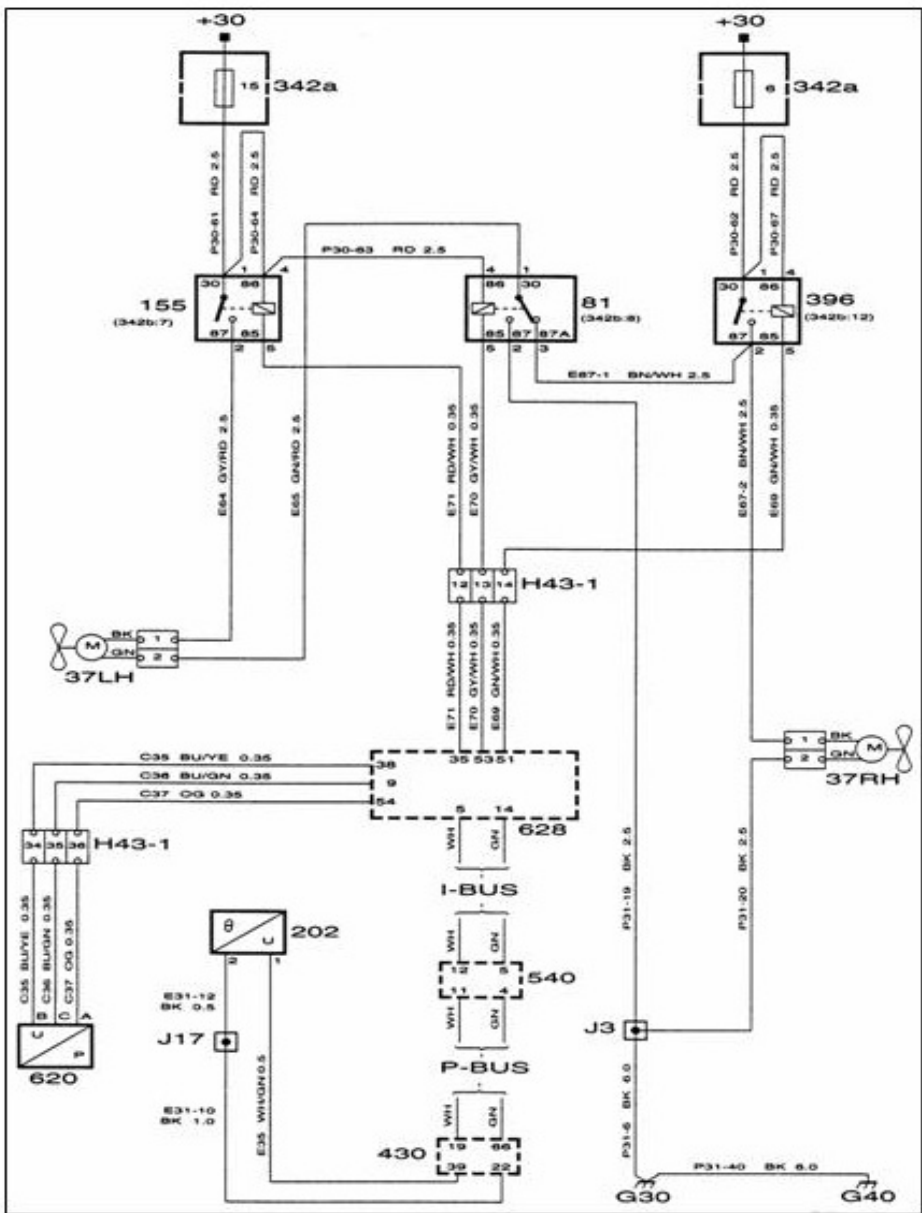 +30 +30
15 342a 6 342a
P30-61 RD 2.5
P30-64 RD 2.5
P30-62 RD 2.5
P30-67 RD 2.5
P30-63 RD 2.5
1 4 4 1 1 4
30 86 86 30 30 86
155 81 396
(342b:7) (342b:8) (342b:12)
87 85 85 87 87A 87 85
2 5 5 2 3 2 5
E67-1 BN/WH 2.5
E64 GY/RD 2.5
E65 GN/RD 2.5
E71 RD/WH 0.35
E70 GY/WH 0.35
E67-2 BN/WH 2.5
E69 GN/WH 0.35
12 13 14 H43-1
M BK 1
GN 2
37LH
E71 RD/WH 0.35
E70 GY/WH 0.35
E69 GN/WH 0.35
1 BK M
2 GN
37RH
C35 BU/YE 0.35 38
C36 BU/GN 0.35 9
C37 OG 0.35 54
35 53 51
5 14
628
34 35 36 H43-1
WH GN
I-BUS
WH GN
P31-19 BK 2.5
P31-20 BK 2.5
C35 BU/YE 0.35
C36 BU/GN 0.35
C37 OG 0.35
θ U 202
2 1
12 5
540
11 4
E31-12
BK 0.5
B C A
U P
620
J17
WH GN
J3
P-BUS
E31-10
BK 1.0
E35 WH/GN 0.5
WH GN
P31-6 BK 6.0
430
19 66
39 22
P31-40 BK 6.0
G30 G40